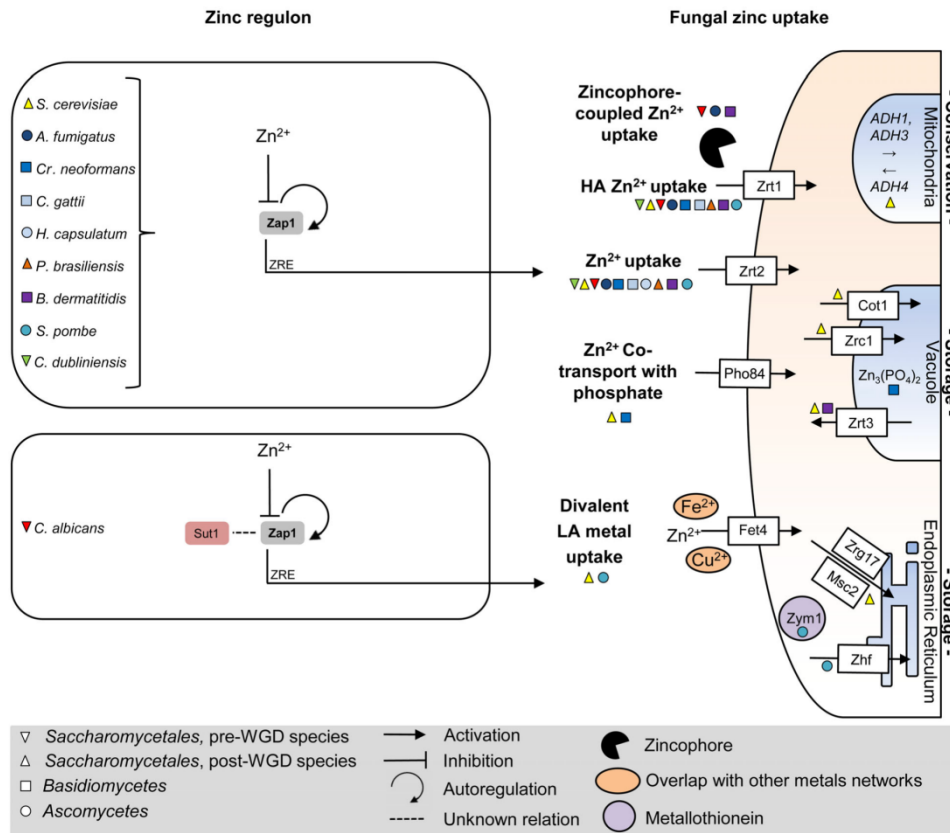 Zinc regulon
Fungal zinc uptake
S. cerevisiae
A. fumigatus
Cr. neoformans
C. gattii
H. capsulatum
P. brasiliensis
B. dermatitidis
S. pombe
C. dubliniensis
Zn2+
Zap1
ZRE
C. albicans
Zn2+
Sut1
Zap1
ZRE
Zincophore-
coupled Zn2+
uptake
HA Zn2+ uptake
Zrt1
Zn2+ uptake
Zrt2
Zn2+ Co-
transport with
phosphate
Pho84
Divalent
LA metal
uptake
Fe2+
Zn2+
Cu2+
Fet4
ADH1,
ADH3
→
←
ADH4
Mitochondria
Cot1
Zrc1
Zn3(PO4)2
Zrt3
Vacuole
Zrg17
Msc2
Zym1
Zhf
Endoplasmic Reticulum
- Storage -
Saccharomycetales, pre-WGD species
Saccharomycetales, post-WGD species
Basidiomycetes
Ascomycetes
Activation
Inhibition
Autoregulation
Unknown relation
Zincophore
Overlap with other metals networks
Metallothionein